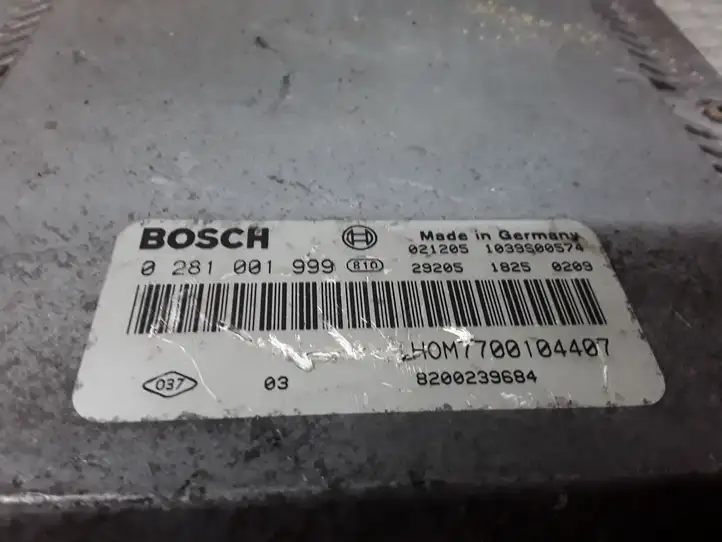 BOSCH
Made in Germany
021205 1039S00574
0 281 001 999 810 29205 1825 0209
HOM7700104407
037 03 8200239684